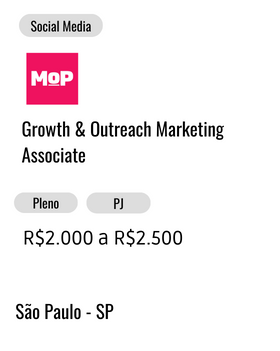 Social Media
MOP
Growth & Outreach Marketing
Associate
Pleno
PJ
R$2.000 a R$2.500
São Paulo - SP